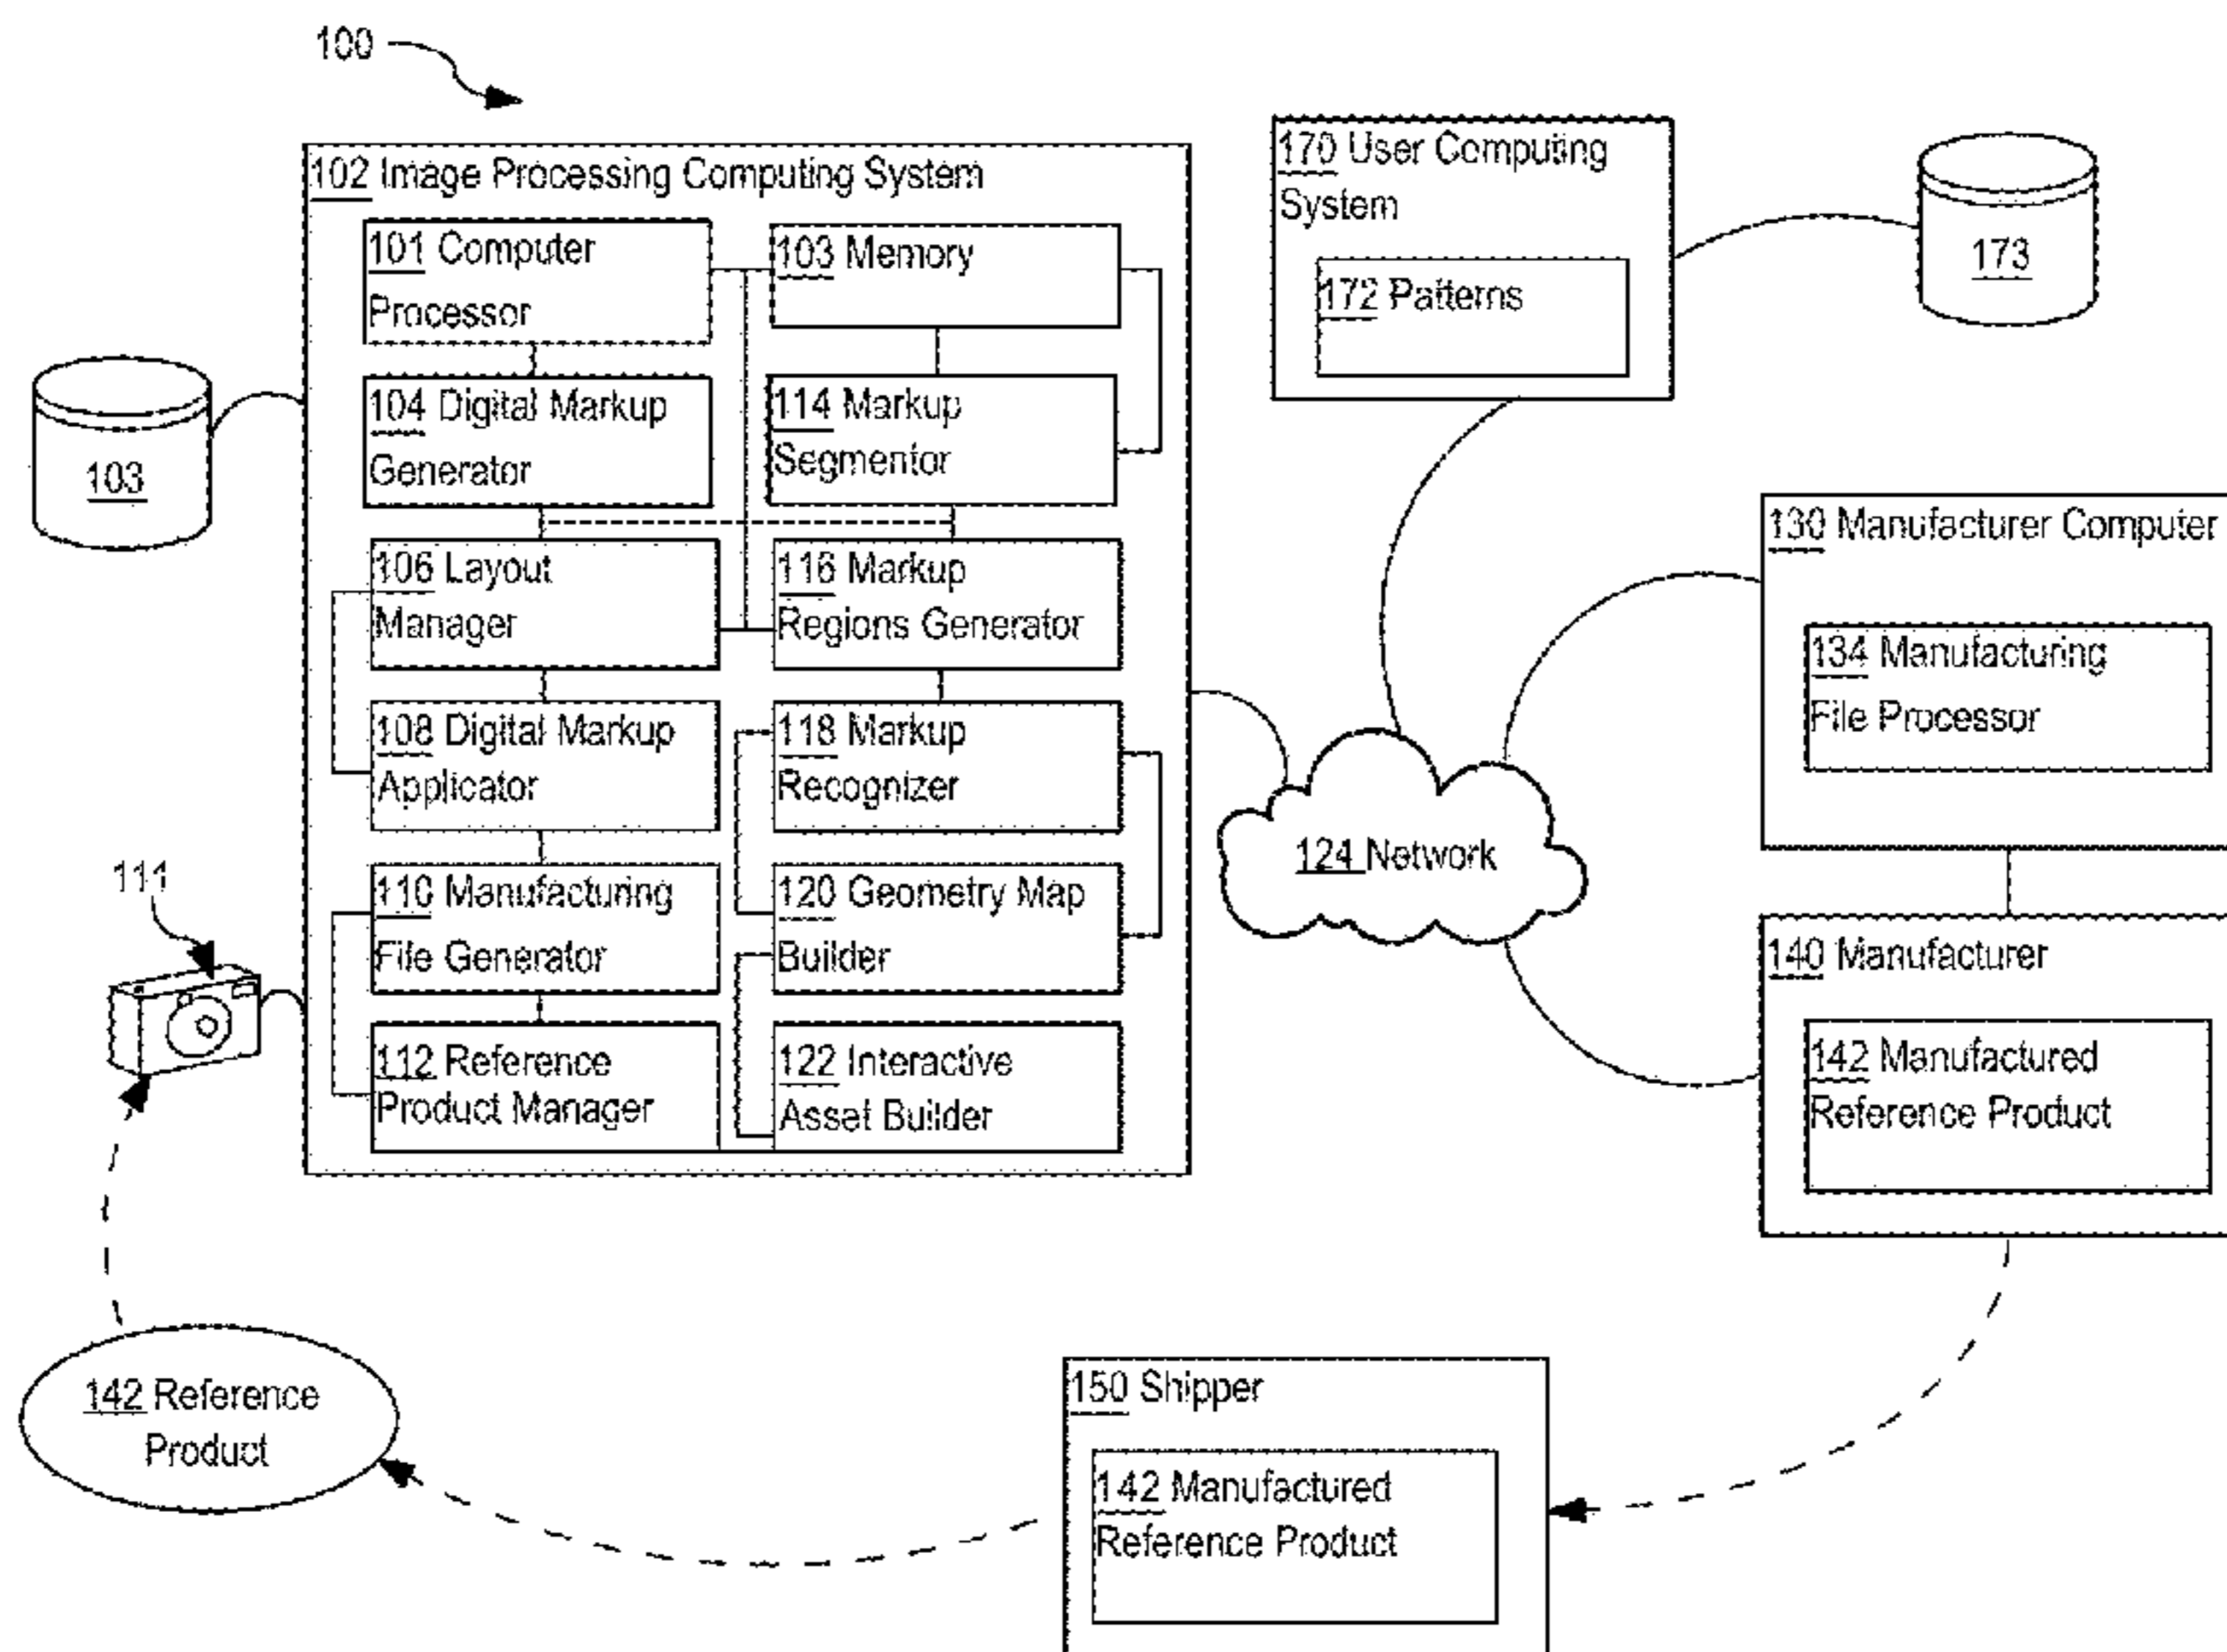 100
102 Image Processing Computing System
101 Computer
Processor
103 Memory
104 Digital Markup
Generator
114 Markup
Segmentor
106 Layout
Manager
116 Markup
Regions Generator
108 Digital Markup
Applicator
118 Markup
Recognizer
110 Manufacturing
File Generator
120 Geometry Map
Builder
112 Reference
Product Manager
122 Interactive
Asset Builder
103
111
170 User Computing
System
172 Patterns
173
124 Network
130 Manufacturer Computer
134 Manufacturing
File Processor
140 Manufacturer
142 Manufactured
Reference Product
150 Shipper
142 Manufactured
Reference Product
142 Reference
Product